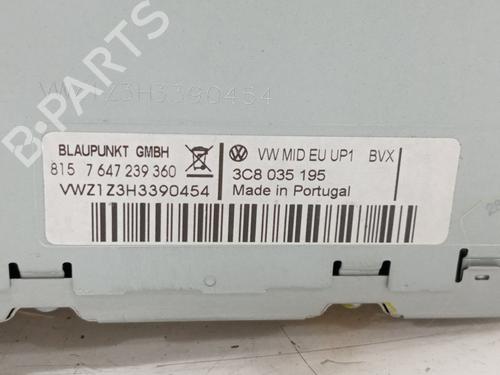 B-PARTS
VWZ1Z3H3390454
BLAUPUNKT GMBH
815 7 647 239 360
VWZ1Z3H3390454
VW MID EU UP1 BVX
3C8 035 195
Made in Portugal